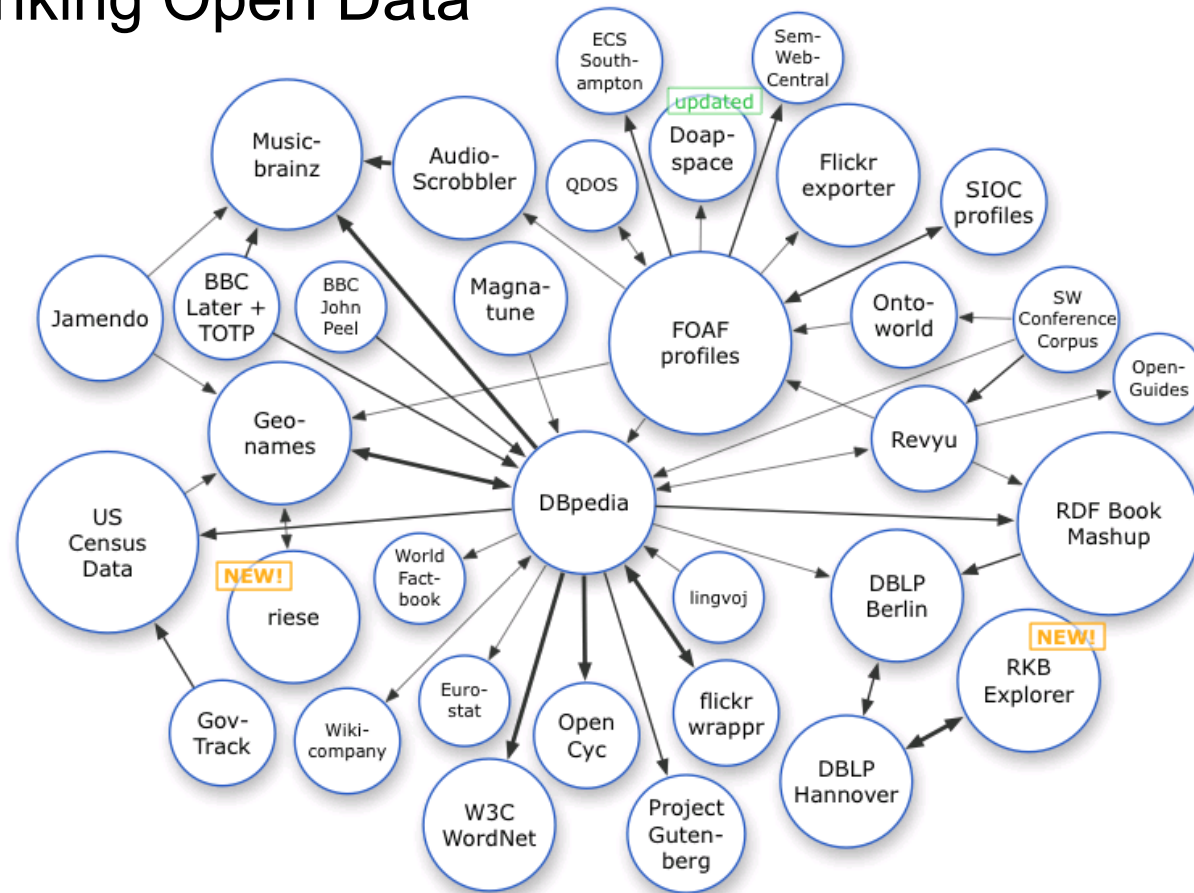 nking Open Data
ECS
South-
ampton
Sem-
Web-
Central
updated
Doap-
space
Music-
brainz
Audio-
Scrobbler
QDOS
Flickr
exporter
SIOC
profiles
Jamendo
BBC
Later +
TOTP
BBC
John
Peel
Magna-
tune
FOAF
profiles
Onto-
world
SW
Conference
Corpus
Open-
Guides
Geo-
names
Revyu
DBpedia
US
Census
Data
RDF Book
Mashup
NEW!
riese
World
Fact-
book
lingvoj
DBLP
Berlin
NEW!
RKB
Explorer
Gov-
Track
Wiki-
company
Euro-
stat
Open
Cyc
flickr
wrappr
DBLP
Hannover
W3C
WordNet
Project
Guten-
berg